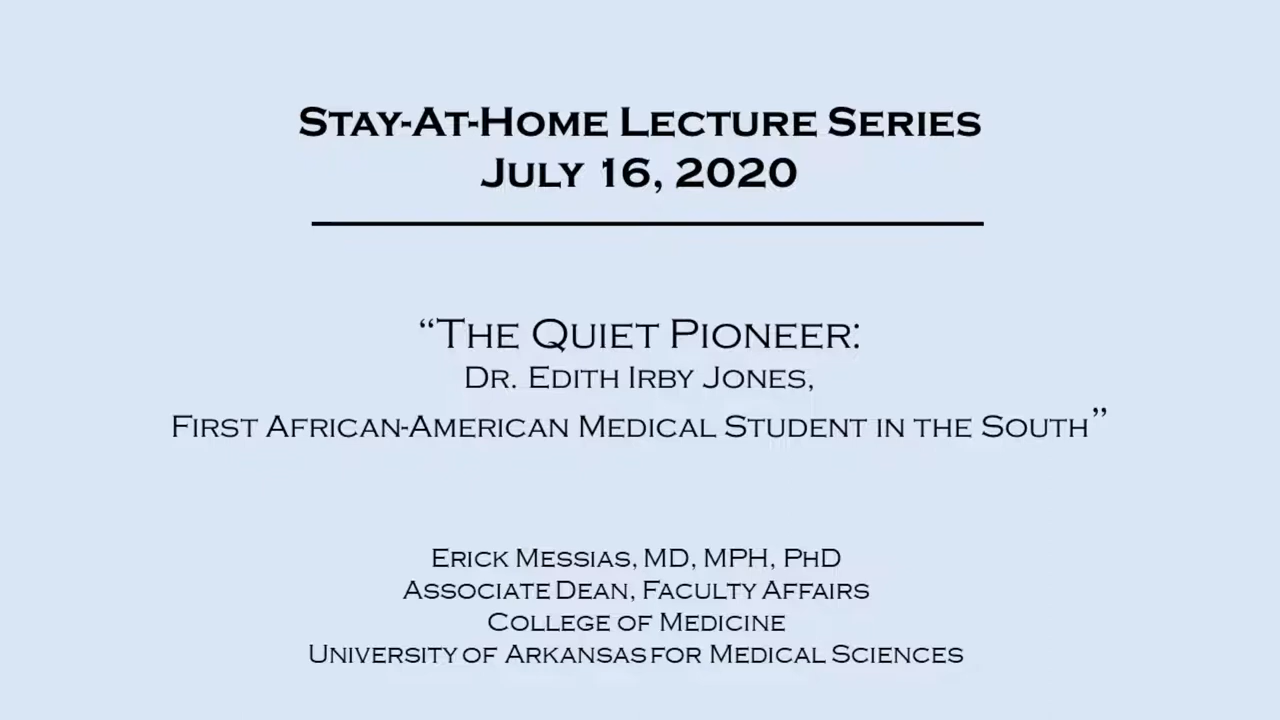 Stay-At-Home Lecture Series
July 16, 2020
“The Quiet Pioneer:
Dr. Edith Irby Jones,
First African-American Medical Student in the South”
Erick Messias, MD, MPH, PhD
Associate Dean, Faculty Affairs
College of Medicine
University of Arkansas for Medical Sciences